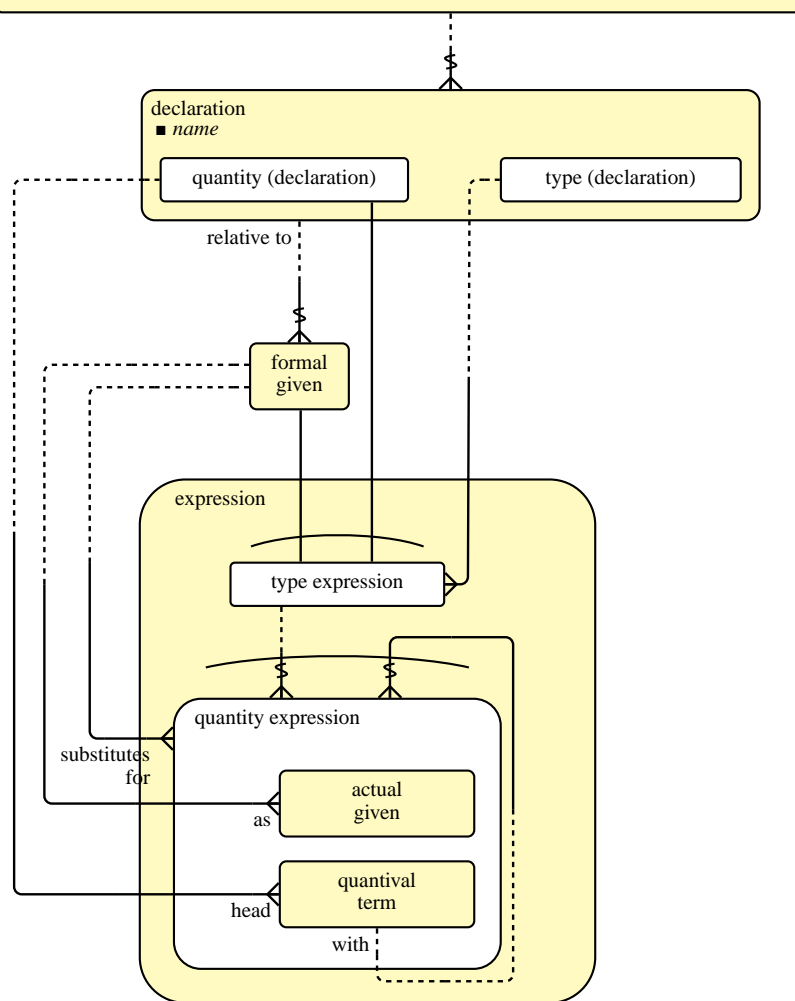 declaration
■ name
quantity (declaration)
type (declaration)
relative to
formal
given
expression
type expression
quantity expression
substitutes
for
actual
given
as
quantival
term
head
with